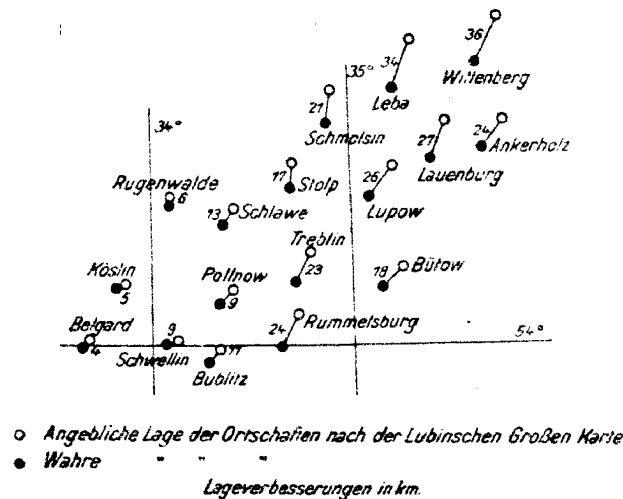 36
35°
34
Wittenberg
Leba
21
Schmolsin
34°
27
24
Ankerholz
Lauenburg
17
Stolp
26
Lupow
Rugenwalde
6
13
Schlawe
Treblin
23
18
Bütow
Köslin
5
Pollnow
9
Belgard
4
9
Schwellin
11
Bublitz
24
Rummelsburg
54°
Angebliche Lage der Ortschaften nach der Lubinschen Großen Karte
Wahre " " "
Lageverbesserungen in km.